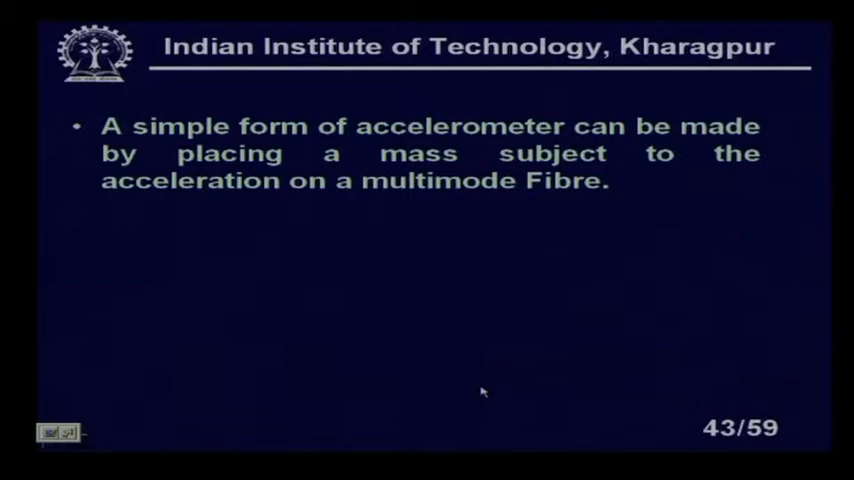 Indian Institute of Technology, Kharagpur
• A simple form of accelerometer can be made
by placing a mass subject to the
acceleration on a multimode Fibre.
43/59